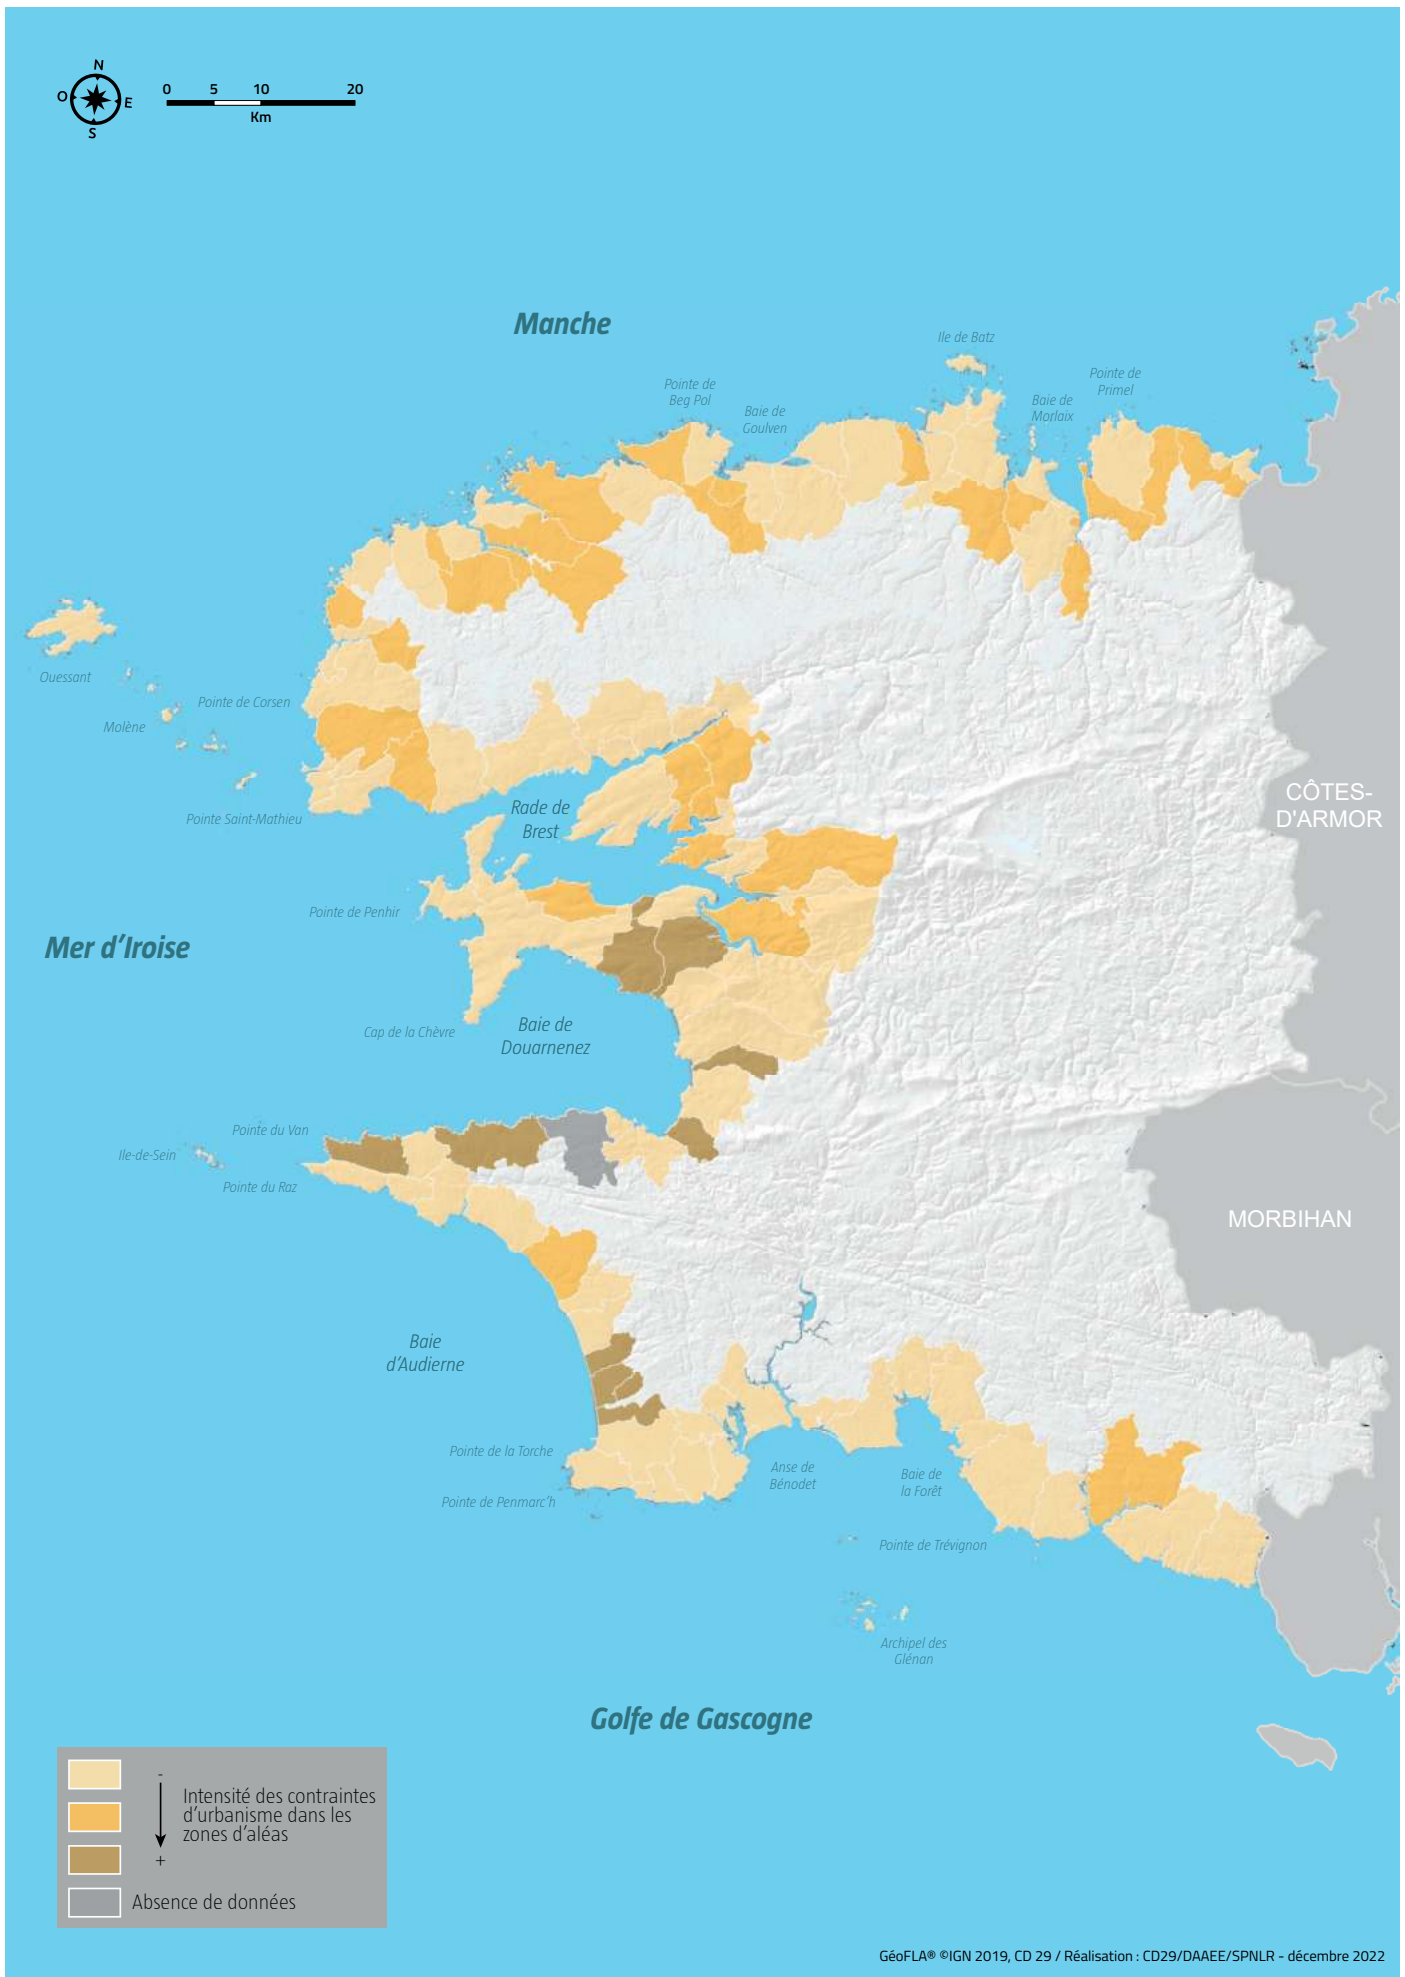 N
O
E
S
0 5 10 20
Km
Manche
Ile de Batz
Pointe de
Primel
Pointe de
Beg Pol
Baie de
Morlaix
Baie de
Goulven
Ouessant
Pointe de Corsen
Molène
CÔTES-
D'ARMOR
Rade de
Brest
Pointe Saint-Mathieu
Pointe de Penhir
Mer d’Iroise
Baie de
Douarnenez
Cap de la Chèvre
Pointe du Van
Ile-de-Sein
Pointe du Raz
MORBIHAN
Baie
d’Audierne
Pointe de la Torche
Anse de
Bénodet
Baie de
la Forêt
Pointe de Penmarc’h
Pointe de Trévignon
Archipel des
Glénan
Golfe de Gascogne
-
Intensité des contraintes
d’urbanisme dans les
zones d’aléas
+
Absence de données
GéoFLA® ©IGN 2019, CD 29 / Réalisation : CD29/DAAEE/SPNLR - décembre 2022